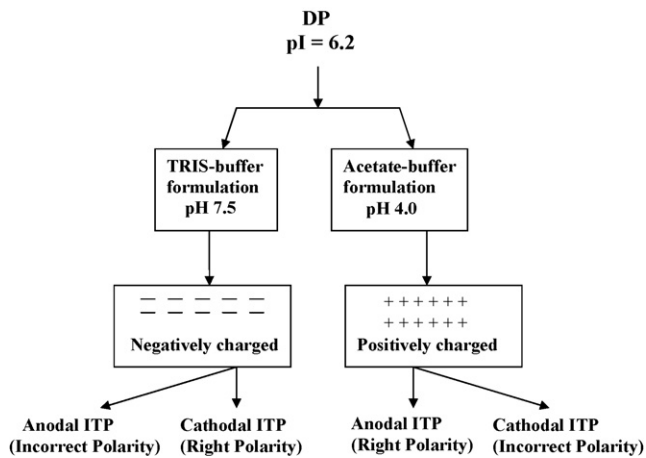 DP
pI = 6.2
TRIS-buffer
formulation
pH 7.5
Acetate-buffer
formulation
pH 4.0
— — — — —
— — — — —
Negatively charged
+ + + + + +
+ + + + + +
Positively charged
Anodal ITP
(Incorrect Polarity)
Cathodal ITP
(Right Polarity)
Anodal ITP
(Right Polarity)
Cathodal ITP
(Incorrect Polarity)